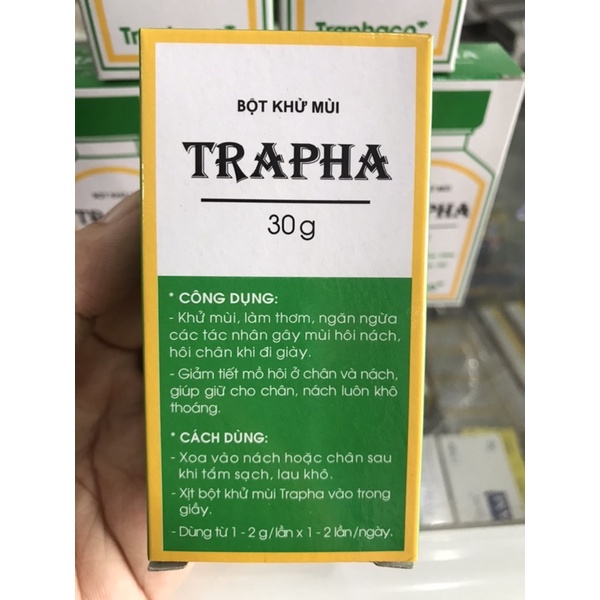 Traphaco
Traphaco
BỘT KHỬ MÙI
TRAPHA
30g
* CÔNG DỤNG:
- Khử mùi, làm thơm, ngăn ngừa
các tác nhân gây mùi hôi nách,
hôi chân khi đi giày.
- Giảm tiết mồ hôi ở chân và nách,
giúp giữ cho chân, nách luôn khô
thoáng.
* CÁCH DÙNG:
- Xoa vào nách hoặc chân sau
khi tắm sạch, lau khô.
- Xịt bột khử mùi Trapha vào trong
giầy.
- Dùng từ 1 - 2 g/lần x 1 - 2 lần/ngày.